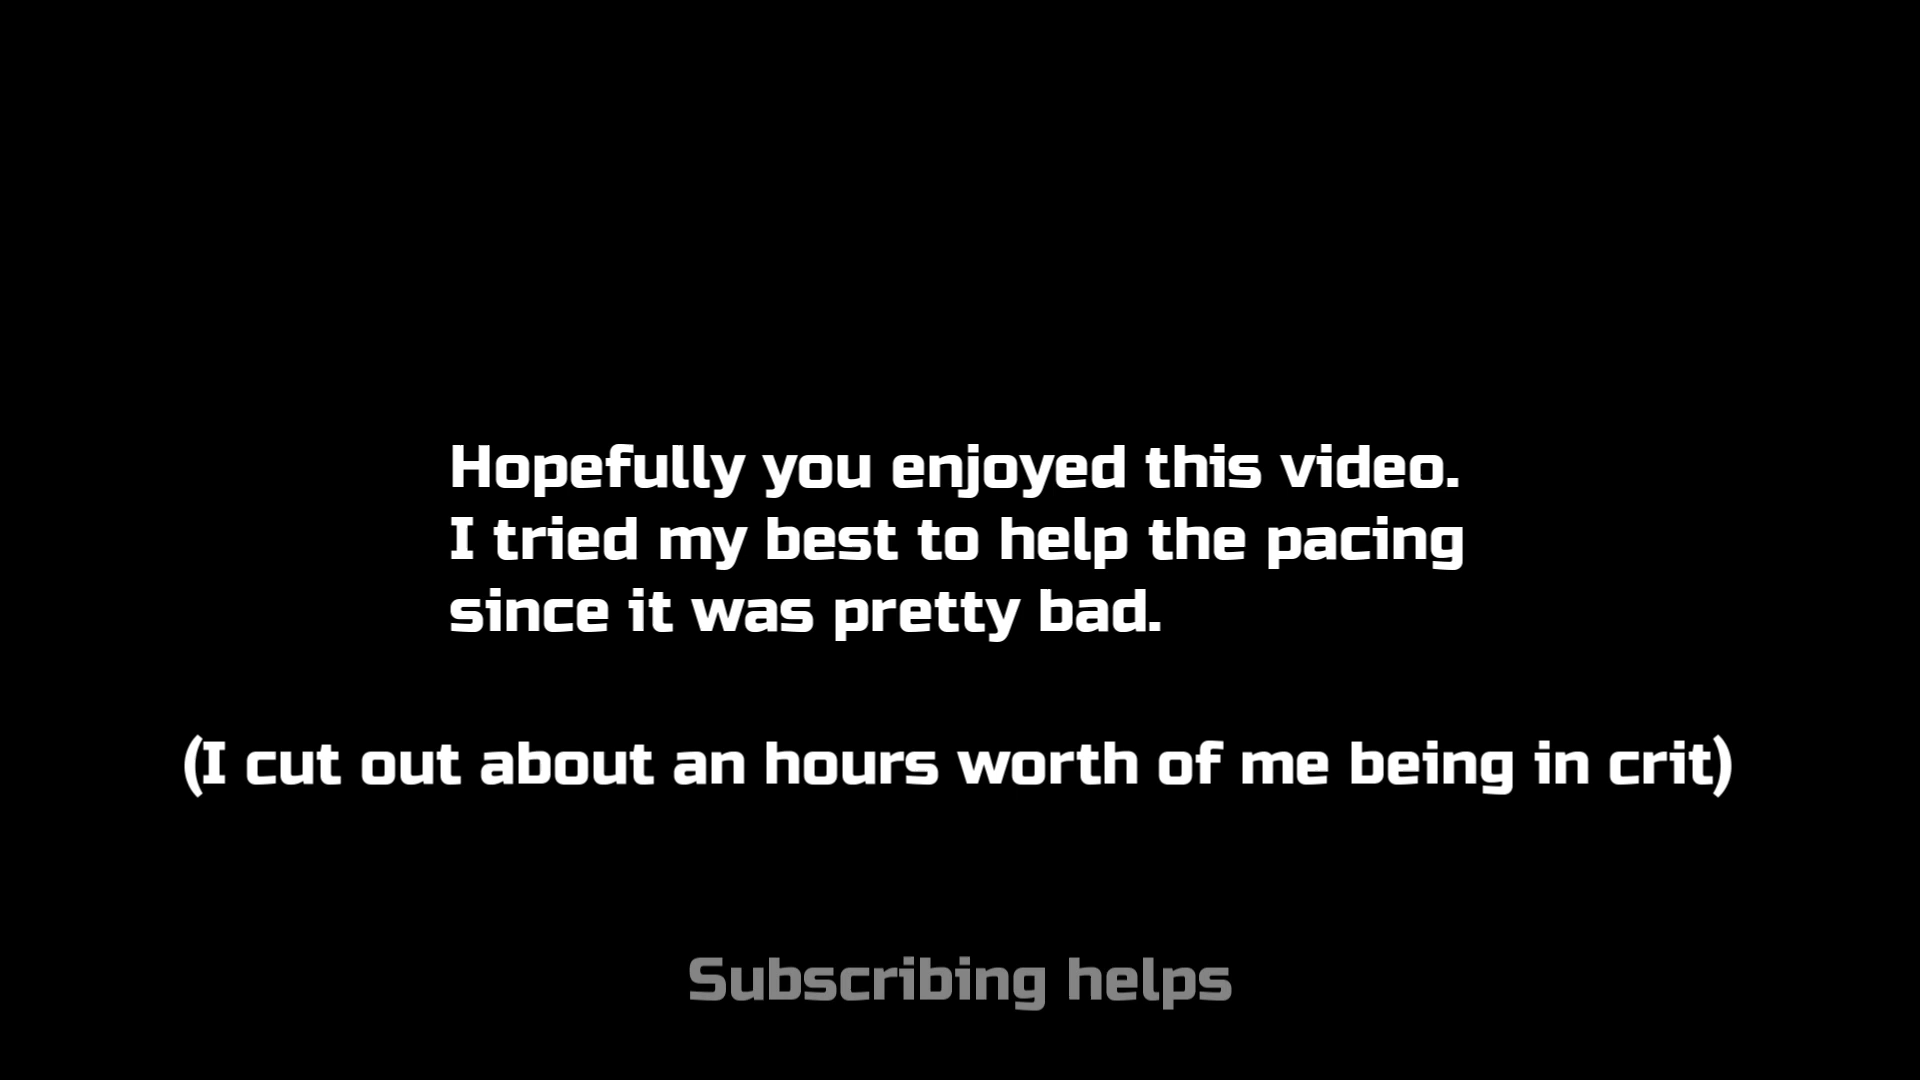 Hopefully you enjoyed this video.
I tried my best to help the pacing
since it was pretty bad.
(I cut out about an hours worth of me being in crit)
Subscribing helps